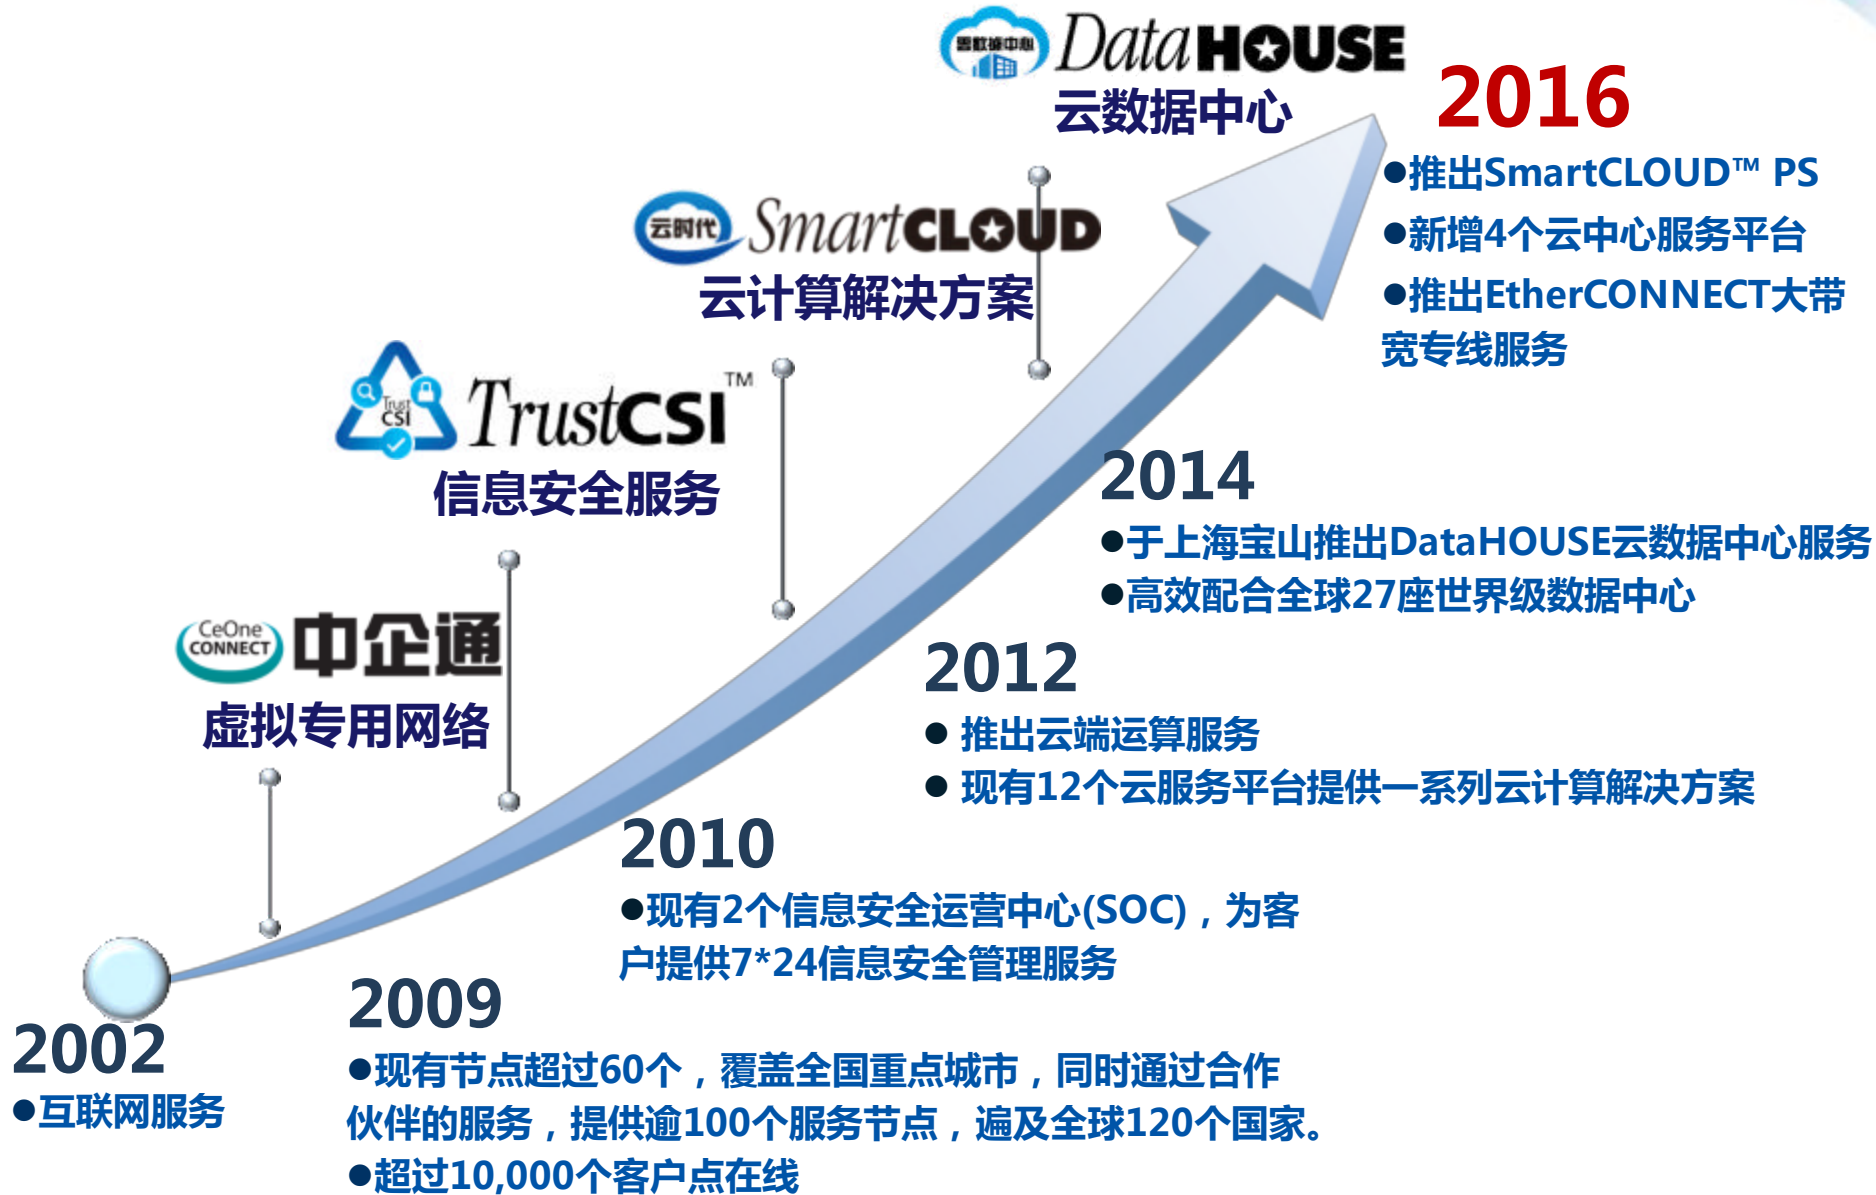 云数据中心 DataHOUSE
云数据中心
2016
●推出SmartCLOUD™ PS
●新增4个云中心服务平台
●推出EtherCONNECT大带
宽专线服务
云时代 SmartCLOUD
云计算解决方案
Trust
CSI
TrustCSI™
信息安全服务
2014
●于上海宝山推出DataHOUSE云数据中心服务
●高效配合全球27座世界级数据中心
CeOne
CONNECT
中企通
虚拟专用网络
2012
● 推出云端运算服务
● 现有12个云服务平台提供一系列云计算解决方案
2010
●现有2个信息安全运营中心(SOC)，为客
户提供7*24信息安全管理服务
2009
●现有节点超过60个，覆盖全国重点城市，同时通过合作
伙伴的服务，提供逾100个服务节点，遍及全球120个国家。
●超过10,000个客户点在线
2002
●互联网服务